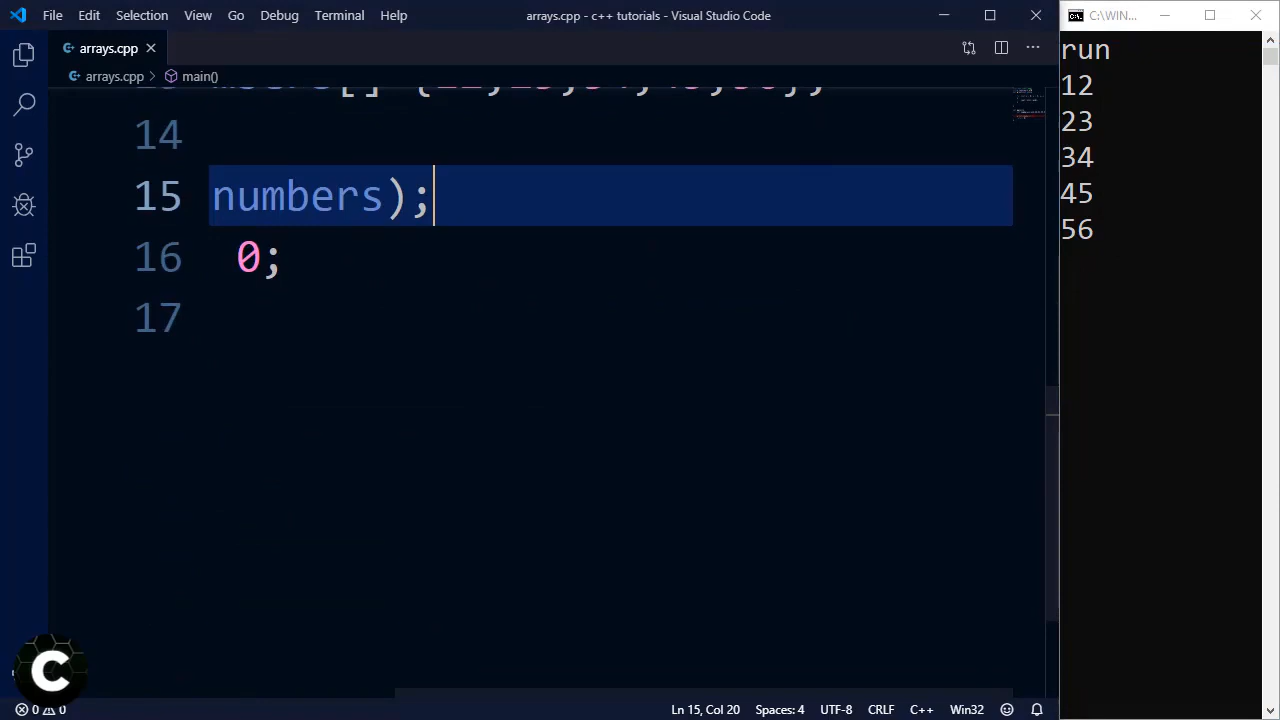 File Edit Selection View Go Debug Terminal Help
arrays.cpp - c++ tutorials - Visual Studio Code
arrays.cpp
arrays.cpp > main()
14
15 numbers);
16 0;
17
Ln 15, Col 20 Spaces: 4 UTF-8 CRLF C++ Win32
0 0
C
C:\WIN...
run
12
23
34
45
56